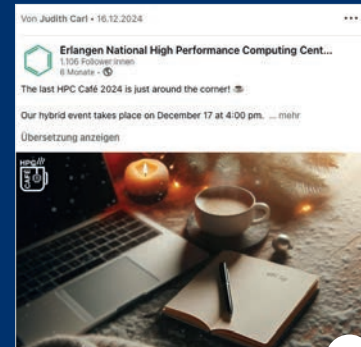 Von Judith Carl • 16.12.2024
Erlangen National High Performance Computing Cent...
1.106 Follower:innen
6 Monate •
The last HPC Café 2024 is just around the corner! ☕
Our hybrid event takes place on December 17 at 4:00 pm. ... mehr
Übersetzung anzeigen
HPC///
CAFE